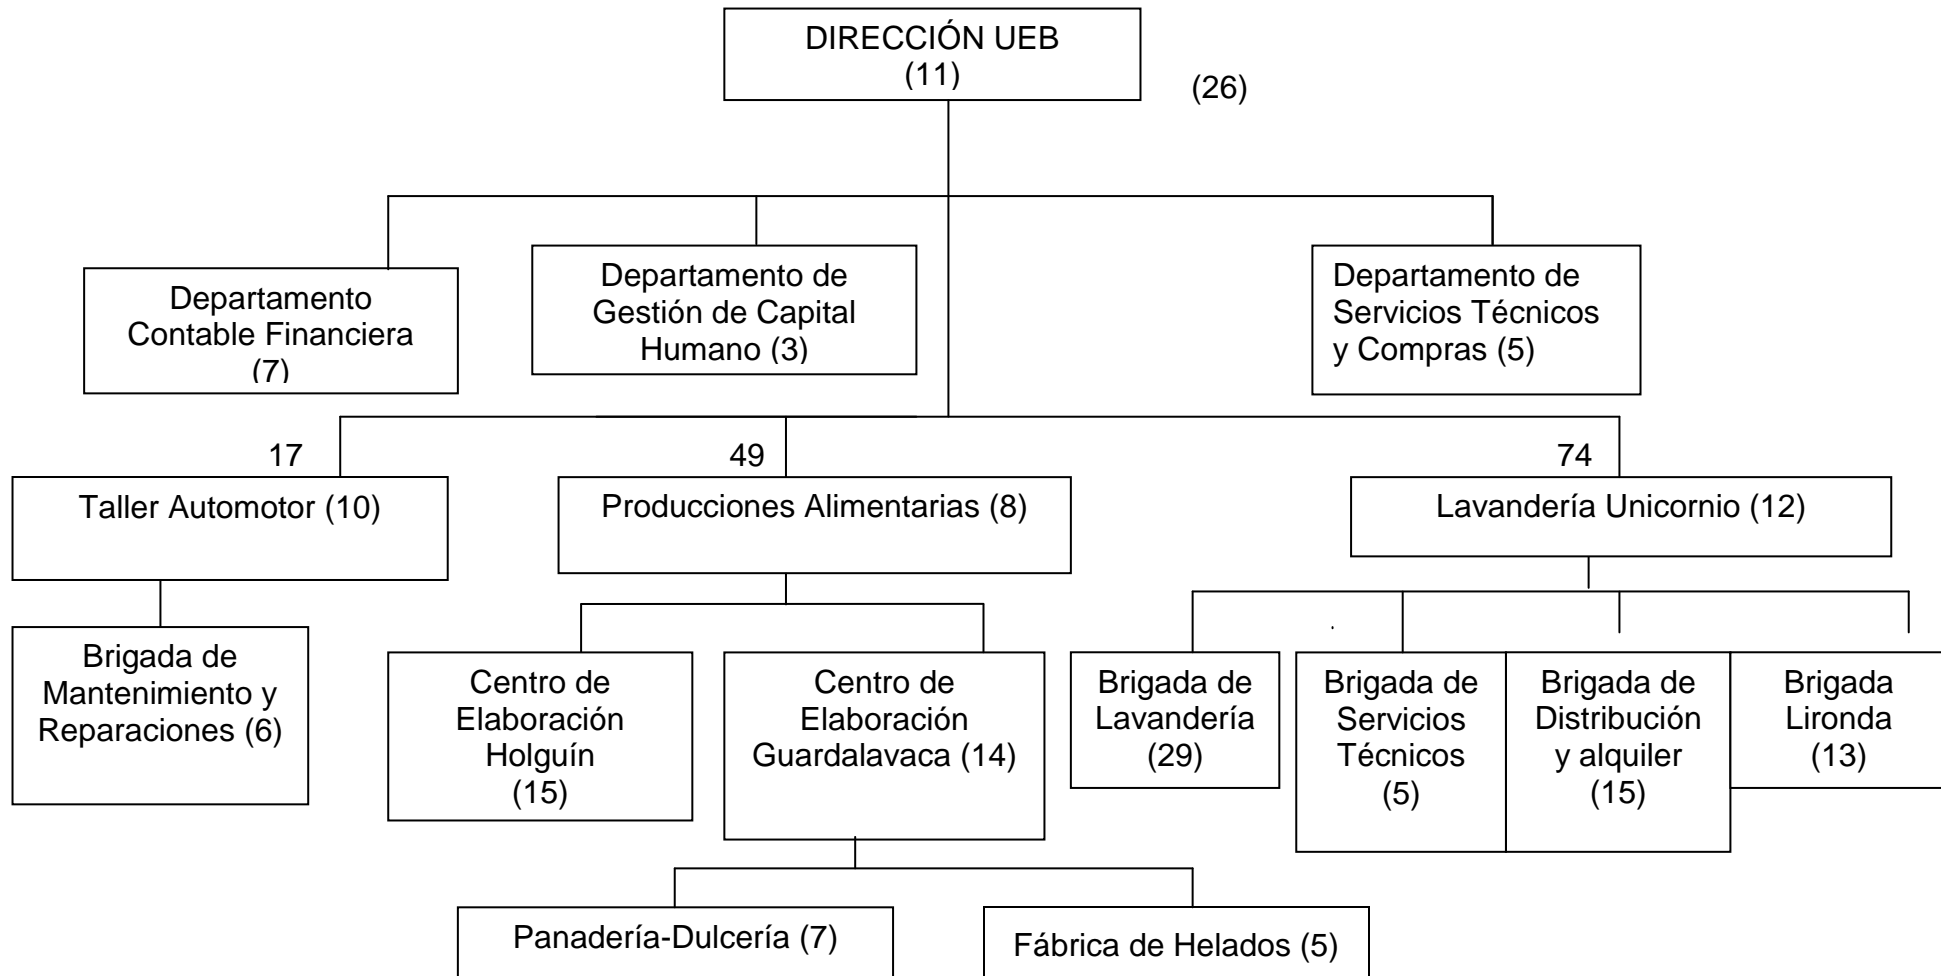 DIRECCIÓN UEB
(11)
(26)
Departamento
Contable Financiera
(7)
Departamento de
Gestión de Capital
Humano (3)
Departamento de
Servicios Técnicos
y Compras (5)
17
49
74
Taller Automotor (10)
Producciones Alimentarias (8)
Lavandería Unicornio (12)
Brigada de
Mantenimiento y
Reparaciones (6)
Centro de
Elaboración
Holguín
(15)
Centro de
Elaboración
Guardalavaca (14)
Brigada de
Lavandería
(29)
Brigada de
Servicios
Técnicos
(5)
Brigada de
Distribución
y alquiler
(15)
Brigada
Lironda
(13)
Panadería-Dulcería (7)
Fábrica de Helados (5)